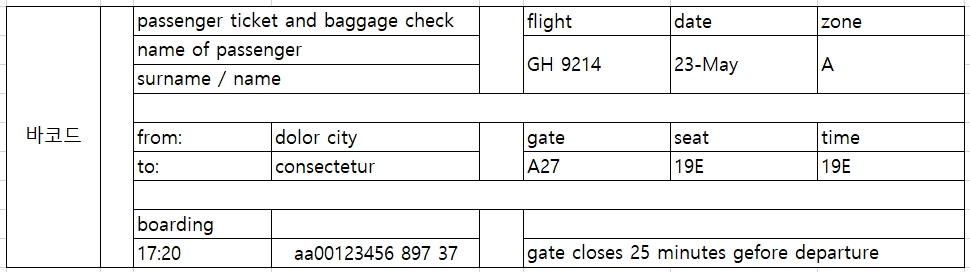 passenger ticket and baggage check flight date zone
name of passenger
GH 9214 23-May A
surname / name
바코드
from: dolor city gate seat time
to: consectetur A27 19E 19E
boarding
17:20 aa00123456 897 37 gate closes 25 minutes gefore departure